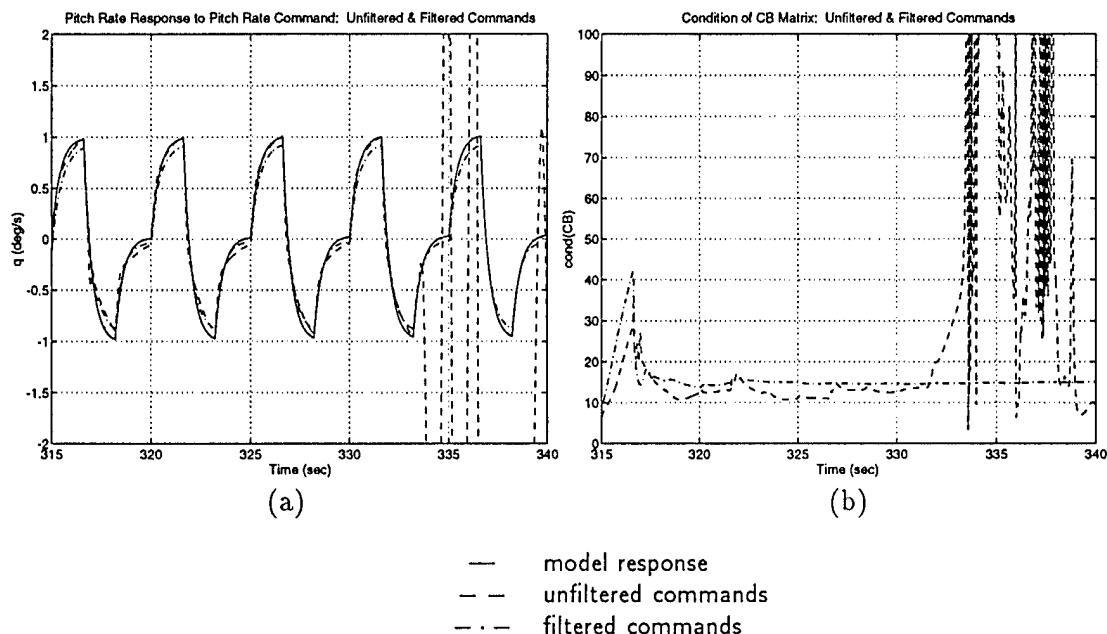 Pitch Rate Response to Pitch Rate Command: Unfiltered & Filtered Commands
2
1.5
1
0.5
0
-0.5
-1
-1.5
-2
q (deg/s)
315 320 325 330 335 340
Time (sec)
(a)
Condition of CB Matrix: Unfiltered & Filtered Commands
100
90
80
70
60
50
40
30
20
10
0
cond(CB)
315 320 325 330 335 340
Time (sec)
(b)
model response
unfiltered commands
filtered commands